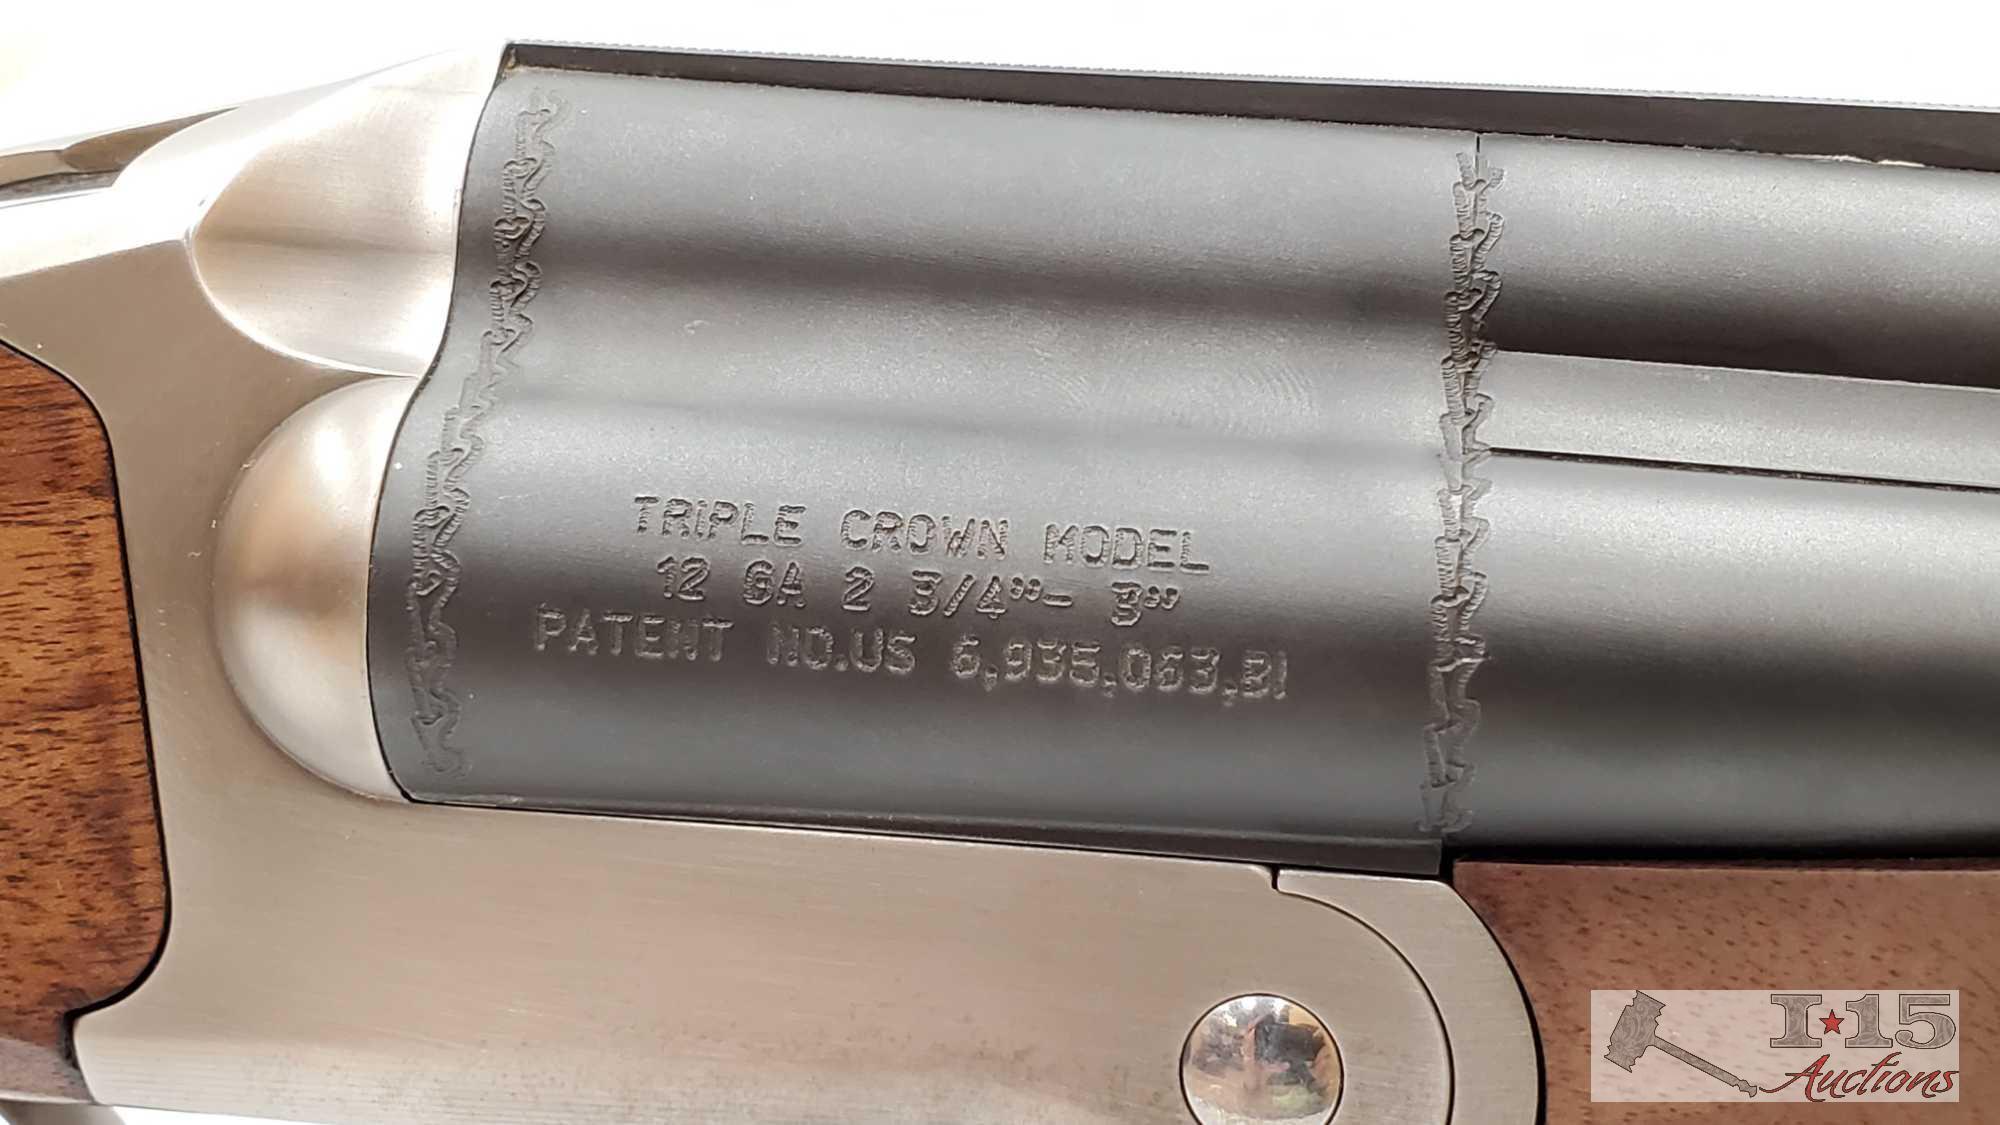 TRIPLE CROWN MODEL
12 GA 2 3/4"- 3"
PATENT NO.US 6,935,063,B1
I★15
Auctions